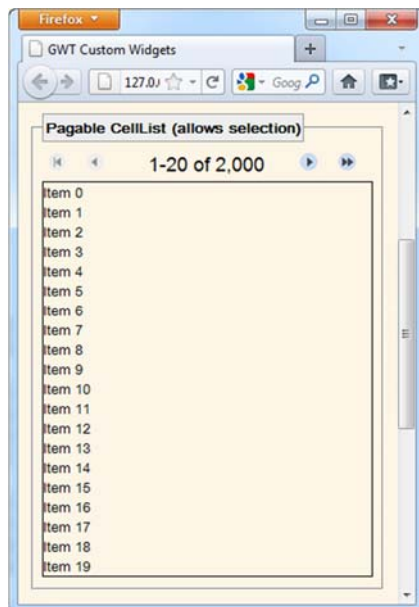 Firefox
GWT Custom Widgets
127.0.
Goog
Pagable CellList (allows selection)
1-20 of 2,000
Item 0
Item 1
Item 2
Item 3
Item 4
Item 5
Item 6
Item 7
Item 8
Item 9
Item 10
Item 11
Item 12
Item 13
Item 14
Item 15
Item 16
Item 17
Item 18
Item 19